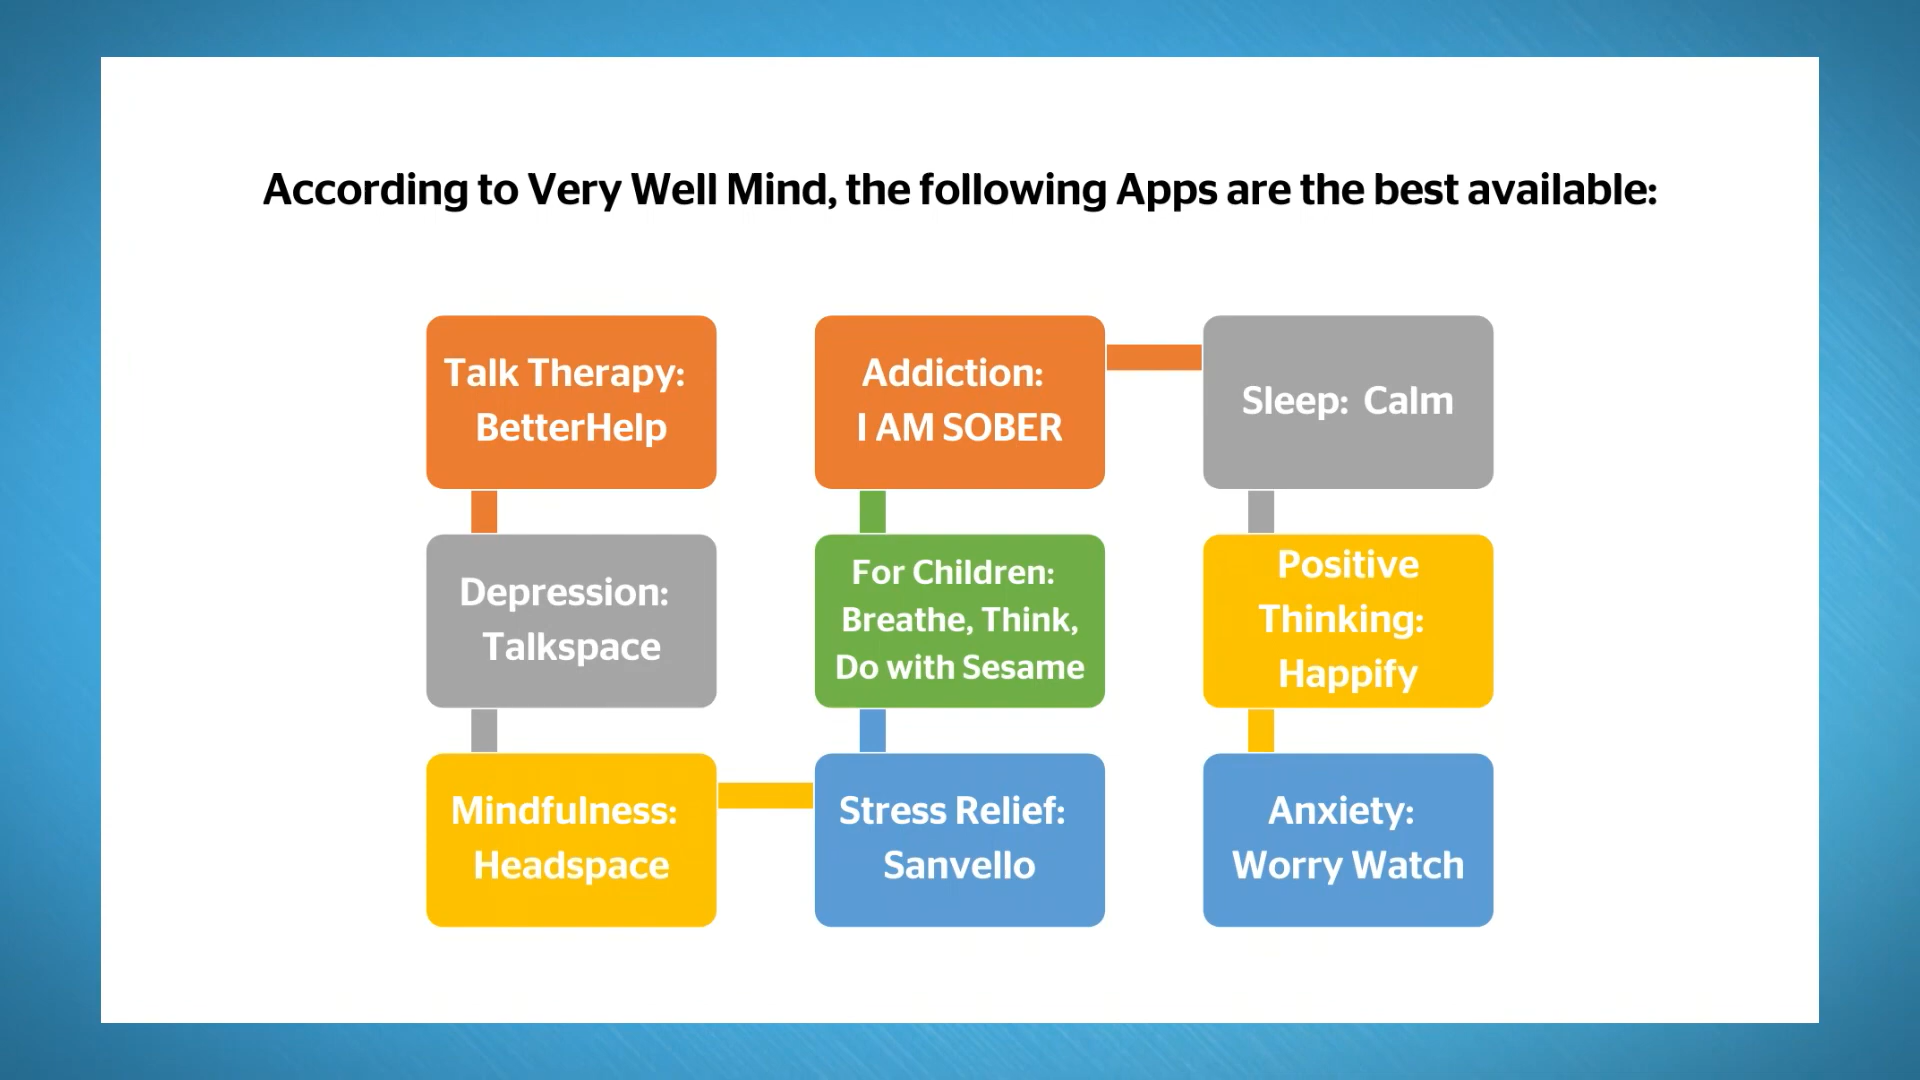 According to Very Well Mind, the following Apps are the best available:
Talk Therapy:
BetterHelp
Depression:
Talkspace
Mindfulness:
Headspace
Stress Relief:
Sanvello
For Children:
Breathe, Think,
Do with Sesame
Addiction:
I AM SOBER
Sleep: Calm
Positive
Thinking:
Happify
Anxiety:
Worry Watch